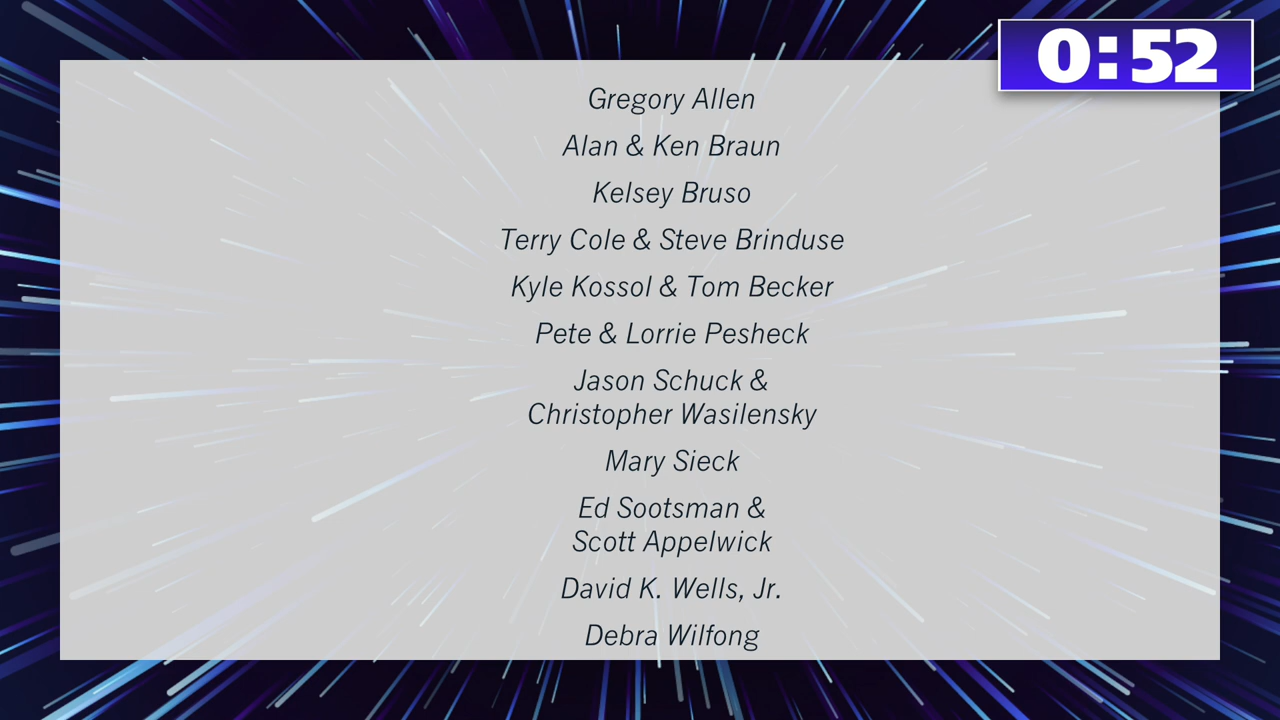 0:52
Gregory Allen
Alan & Ken Braun
Kelsey Bruso
Terry Cole & Steve Brinduse
Kyle Kossol & Tom Becker
Pete & Lorrie Pesheck
Jason Schuck &
Christopher Wasilensky
Mary Sieck
Ed Sootsman &
Scott Appelwick
David K. Wells, Jr.
Debra Wilfong